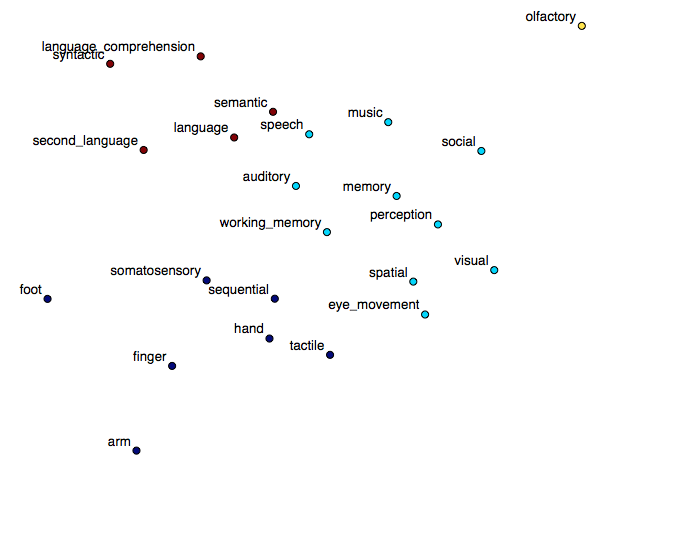 olfactory
language_comprehension
syntactic
semantic
music
language
speech
second_language
social
auditory
memory
perception
working_memory
somatosensory
visual
spatial
foot
sequential
eye_movement
hand
tactile
finger
arm